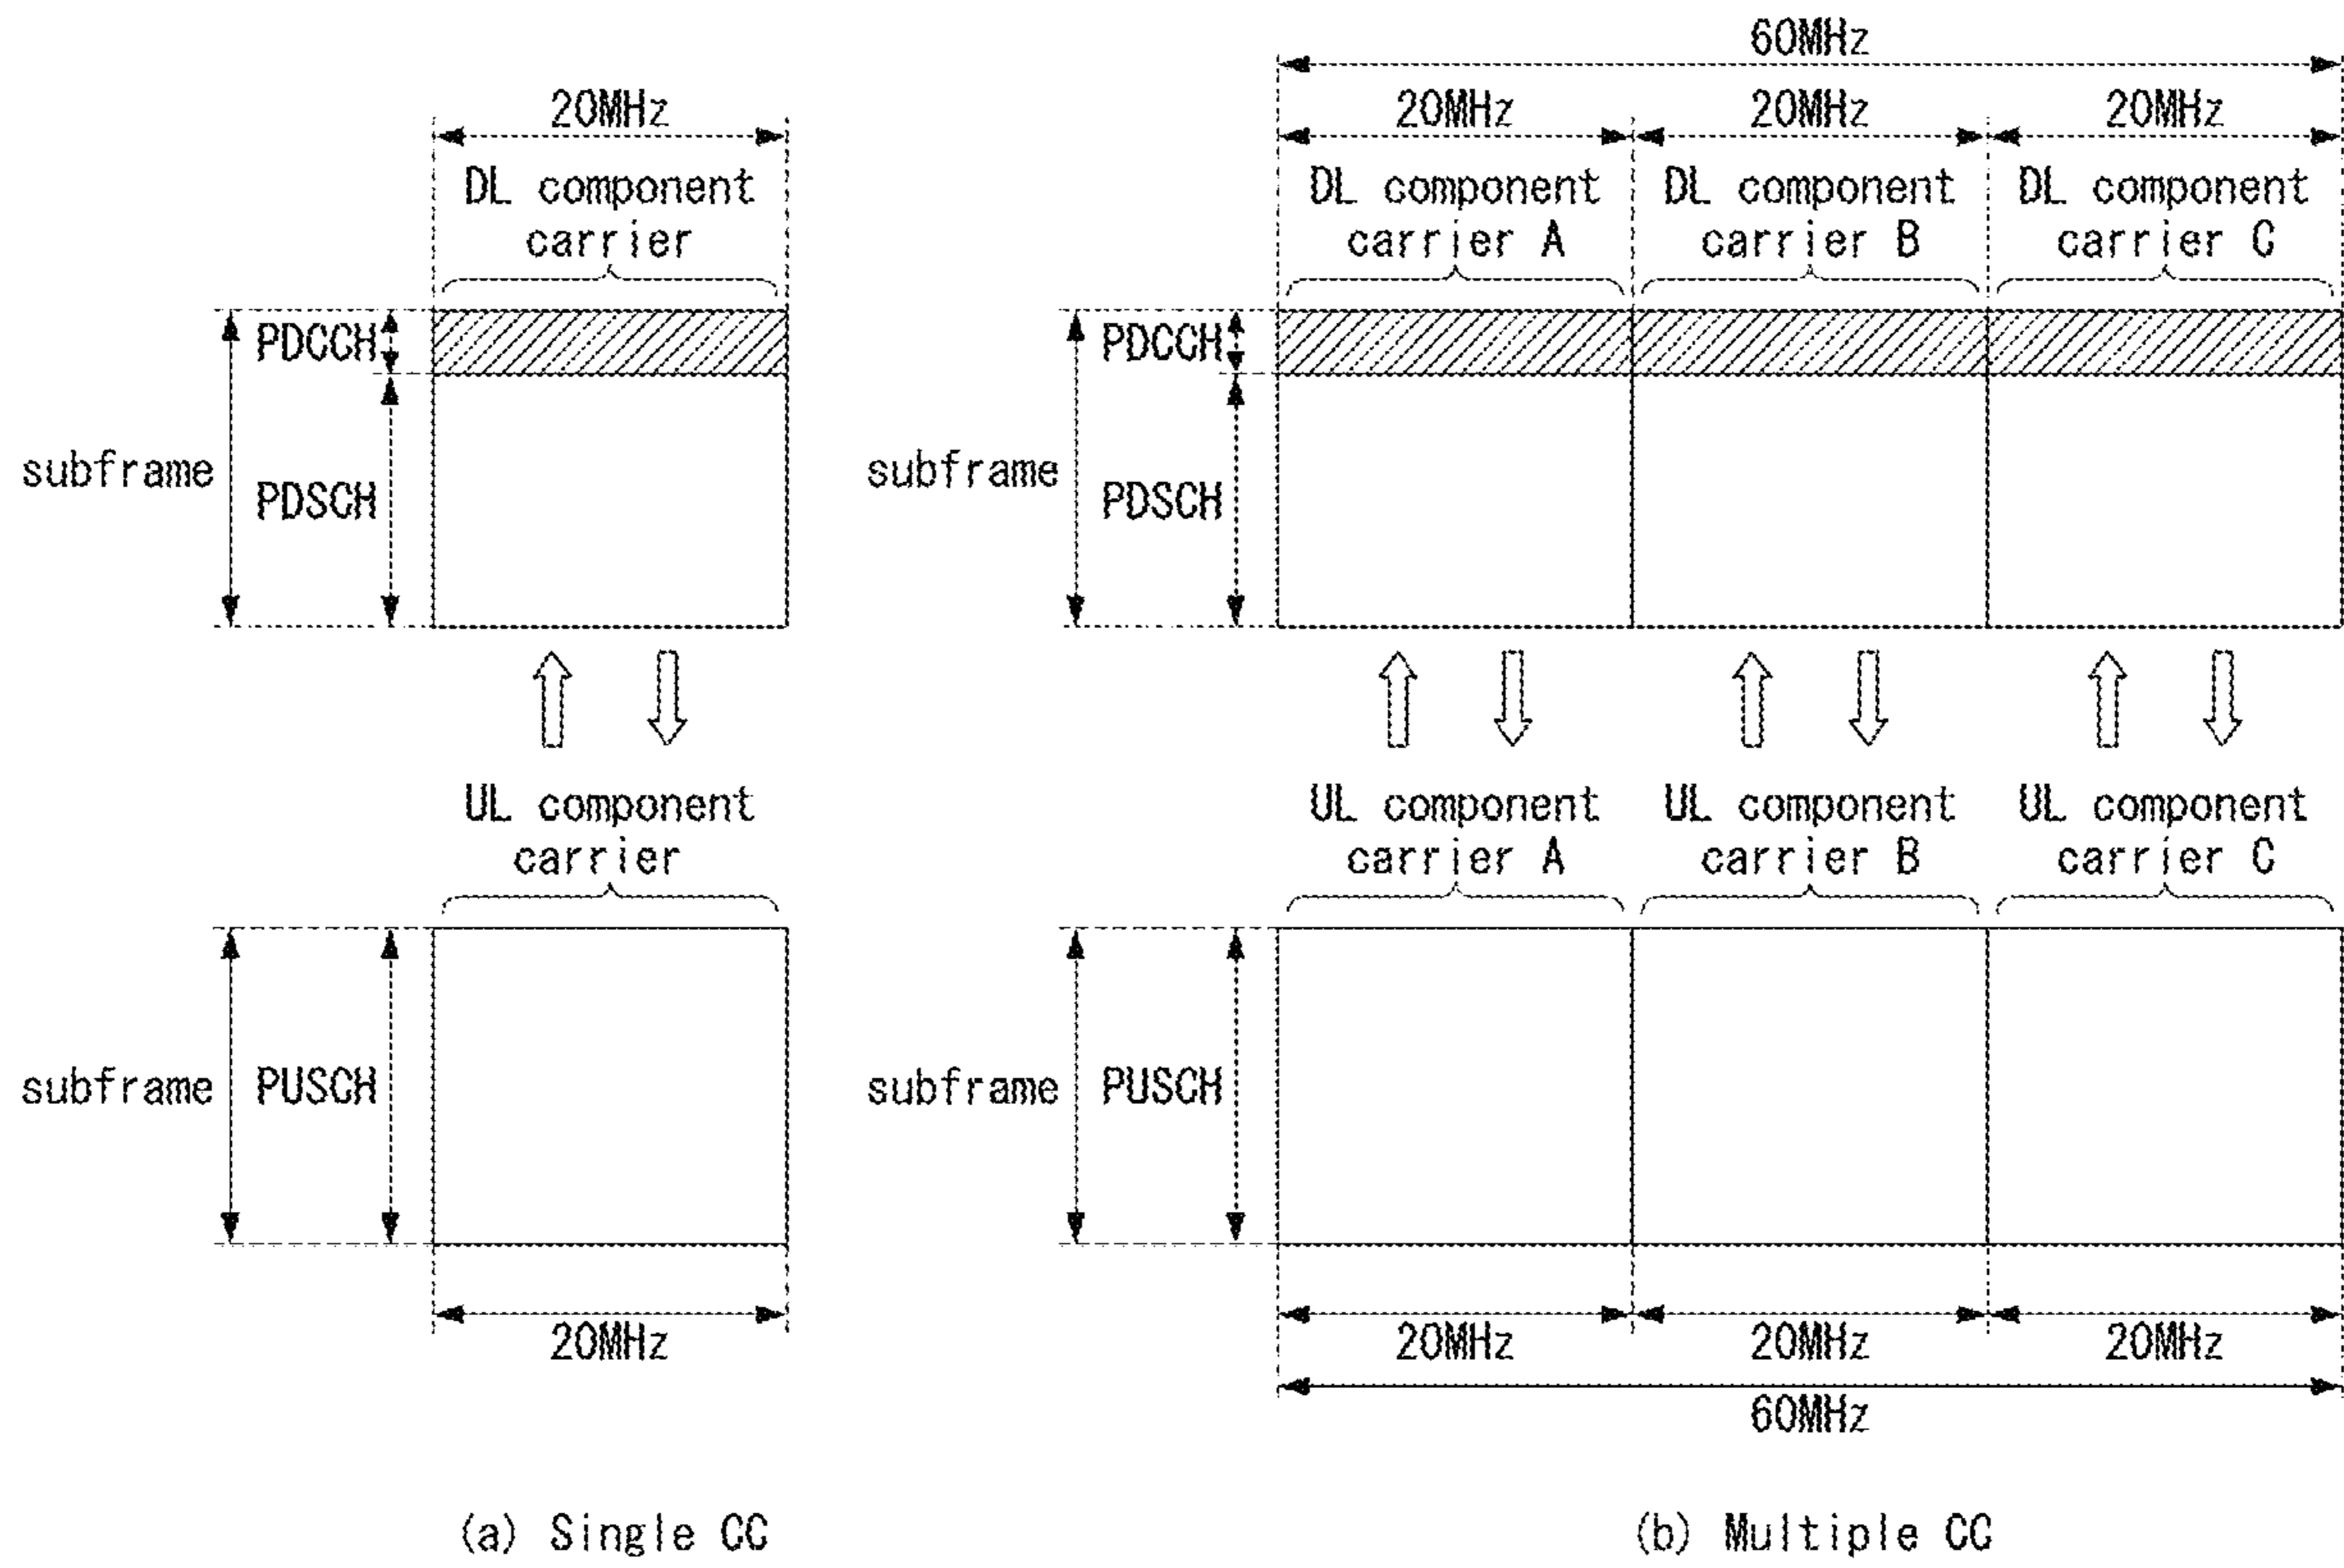 20MHz
DL component
carrier
PDCCH
subframe
PDSCH
UL component
carrier
subframe
PUSCH
20MHz
(a) Single CC
60MHz
20MHz
20MHz
20MHz
DL component
carrier A
DL component
carrier B
DL component
carrier C
PDCCH
subframe
PDSCH
UL component
carrier A
UL component
carrier B
UL component
carrier C
subframe
PUSCH
20MHz
20MHz
20MHz
60MHz
(b) Multiple CC